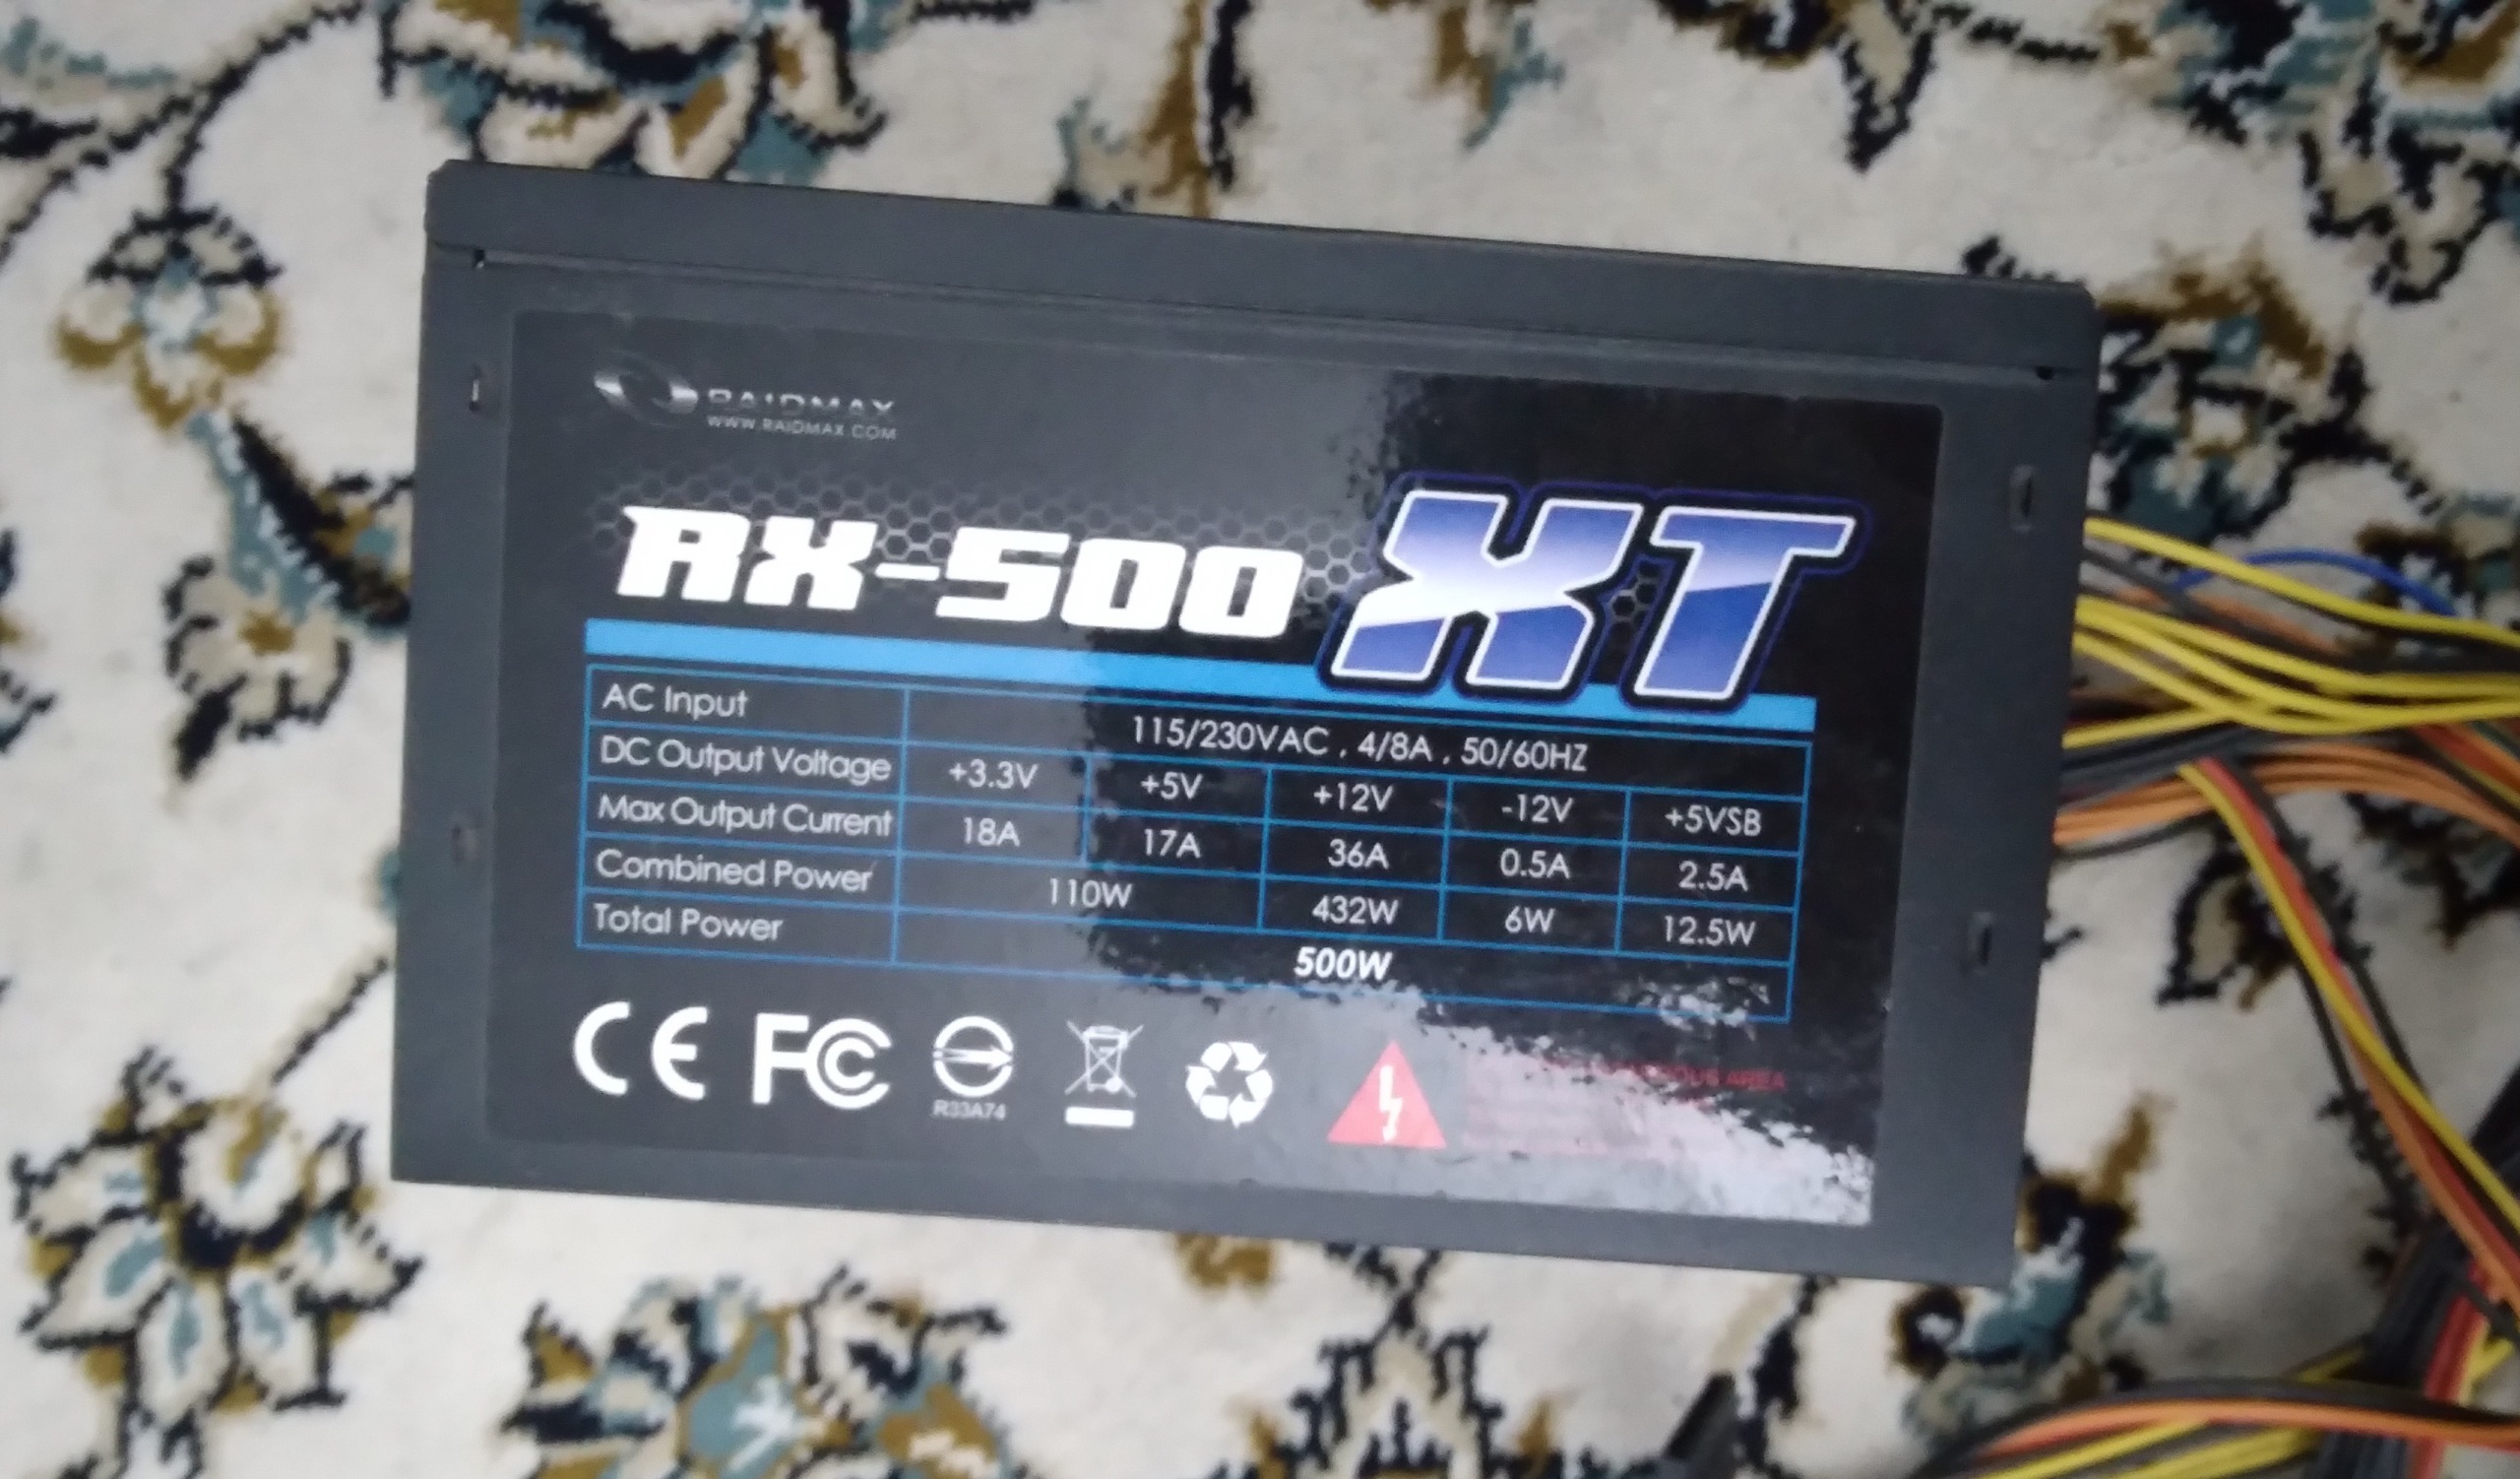 RAIDMAX
WWW.RAIDMAX.COM
RX-500 XT
AC Input 115/230VAC , 4/8A , 50/60HZ
DC Output Voltage +3.3V +5V +12V -12V +5VSB
Max Output Current 18A 17A 36A 0.5A 2.5A
Combined Power 110W 432W 6W 12.5W
Total Power 500W
CE FC
R33A74
AREA